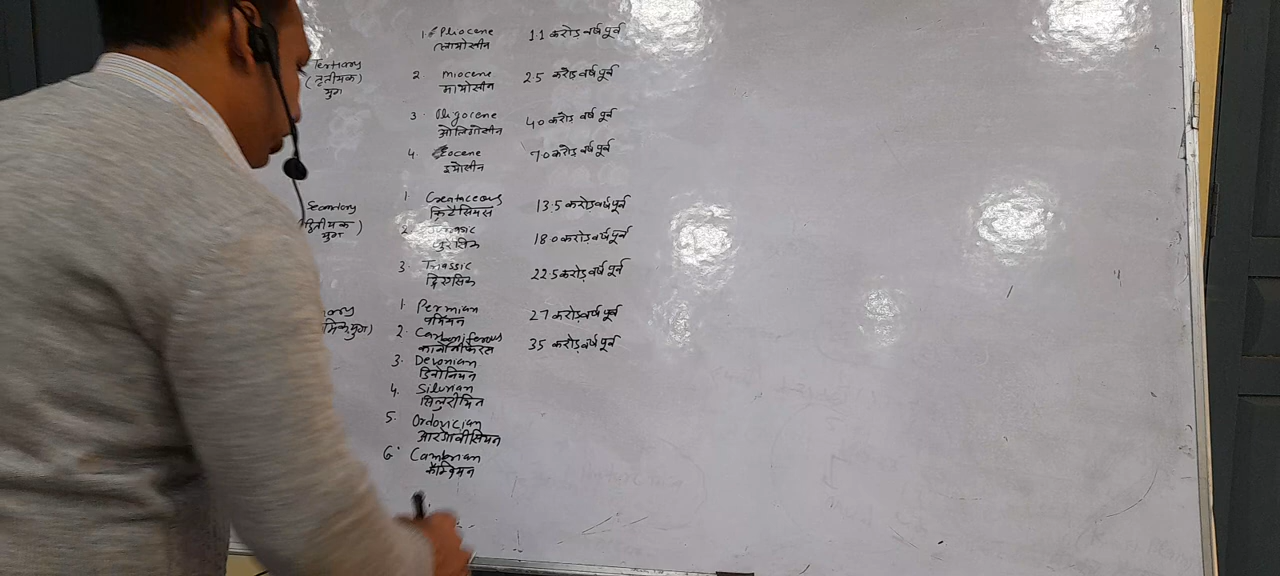 1. Pliocene 1.1 करोड़ वर्ष पूर्व
प्लायोसीन
Tertiary
(तृतीयक)
युग
2 Miocene 2.5 करोड़ वर्ष पूर्व
मायोसीन
3. Oligocene 40 करोड़ वर्ष पूर्व
ओलिगोसीन
4. Eocene 70 करोड़ वर्ष पूर्व
इयोसीन
Secondary
द्वितीयक)
युग)
1. Cretaceous 13.5 करोड़ वर्ष पूर्व
क्रिटैसियस
2. 18.0 करोड़ वर्ष पूर्व
जुरासिक
3. Triassic 22.5 करोड़ वर्ष पूर्व
ट्रियासिक
1. Permian 27 करोड़ वर्ष पूर्व
पर्मियन
2. Carboniferous 35 करोड़ वर्ष पूर्व
कार्बोनीफेरस
3. Devonian
डिवोनियन
4. Silurian
सिलुरीयिन
5. Ordovician
6. Cambrian
कैम्ब्रियन